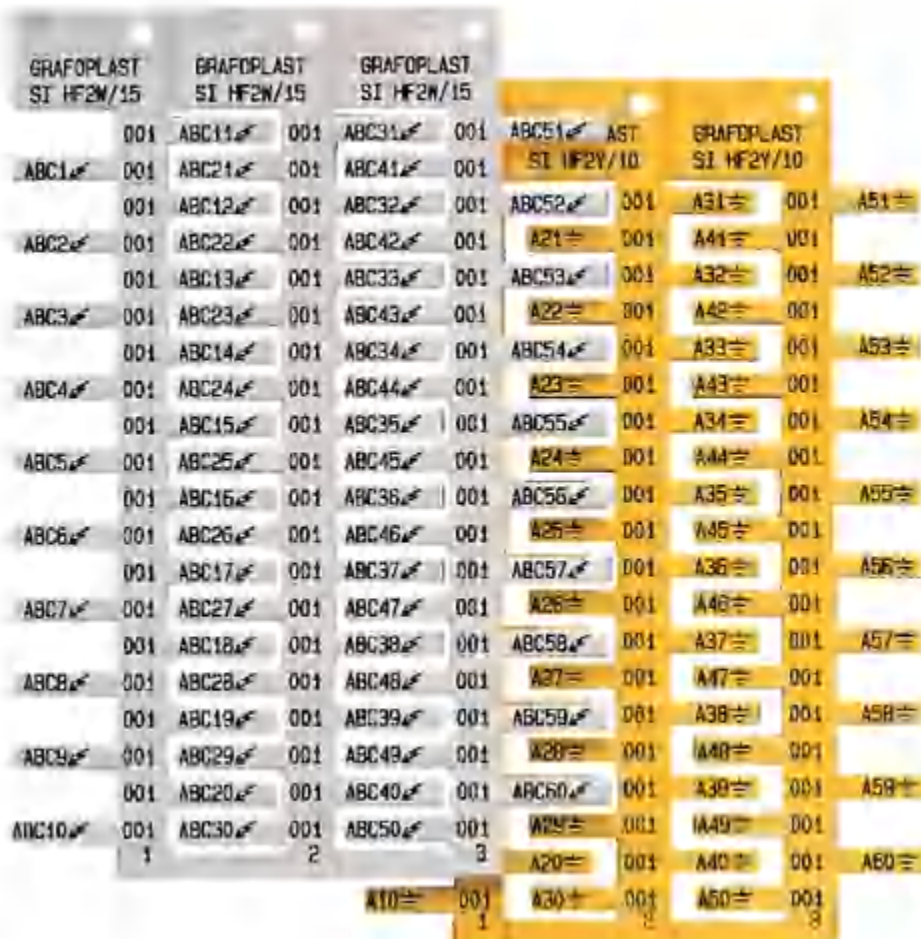 GRAFOPLAST GRAFOPLAST GRAFOPLAST
SI HF2W/15 SI HF2W/15 SI HF2W/15
001 ABC11 001 ABC31 001 ABC51 AST GRAFOPLAST
ABC1 001 ABC21 001 ABC41 001 SI HF2Y/10 SI HF2Y/10
001 ABC12 001 ABC32 001 ABC52 001 A31 001 A51
ABC2 001 ABC22 001 ABC42 001 A21 001 A41 001
001 ABC13 001 ABC33 001 ABC53 001 A32 001 A52
ABC3 001 ABC23 001 ABC43 001 A22 001 A42 001
001 ABC14 001 ABC34 001 ABC54 001 A33 001 A53
ABC4 001 ABC24 001 ABC44 001 A23 001 A43 001
001 ABC15 001 ABC35 001 ABC55 001 A34 001 A54
ABC5 001 ABC25 001 ABC45 001 A24 001 A44 001
001 ABC16 001 ABC36 001 ABC56 001 A35 001 A55
ABC6 001 ABC26 001 ABC46 001 A25 001 A45 001
001 ABC17 001 ABC37 001 ABC57 001 A36 001 A56
ABC7 001 ABC27 001 ABC47 001 A26 001 A46 001
001 ABC18 001 ABC38 001 ABC58 001 A37 001 A57
ABC8 001 ABC28 001 ABC48 001 A27 001 A47 001
001 ABC19 001 ABC39 001 ABC59 001 A38 001 A58
ABC9 001 ABC29 001 ABC49 001 A28 001 A48 001
001 ABC20 001 ABC40 001 ABC60 001 A39 001 A59
ABC10 001 ABC30 001 ABC50 001 A29 001 A49 001
1 2 3 A20 001 A40 001 A60
A10 001 A30 001 A50 001
1 2 3